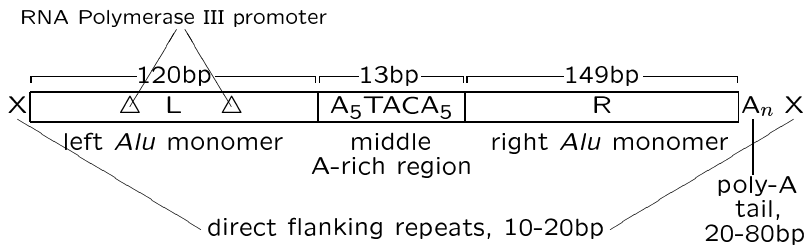 RNA Polymerase III promoter
120bp 13bp 149bp
X △ L △ A₅TACA₅ R Aₙ X
left Alu monomer middle right Alu monomer
A-rich region
poly-A
tail,
direct flanking repeats, 10-20bp
20-80bp